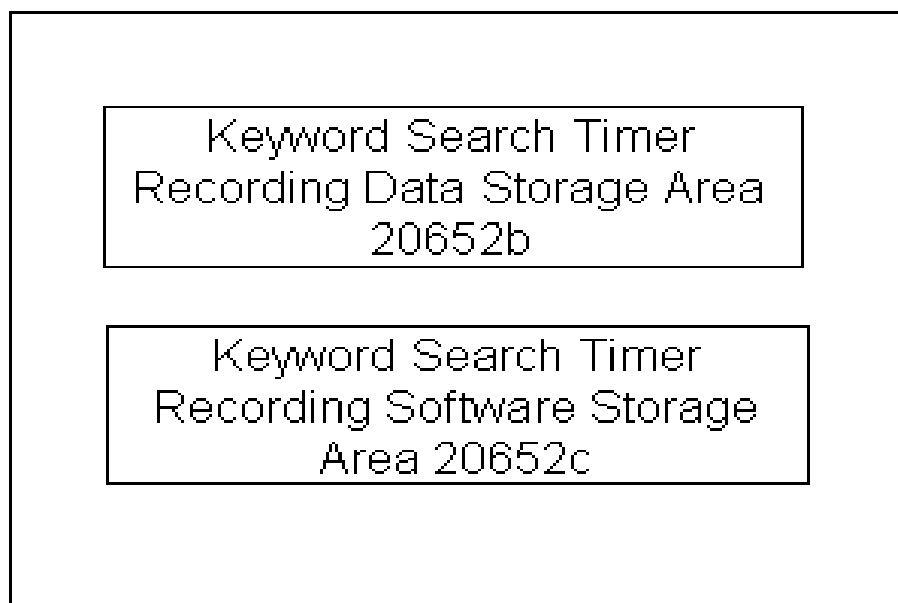 Keyword Search Timer
Recording Data Storage Area
20652b
Keyword Search Timer
Recording Software Storage
Area 20652c